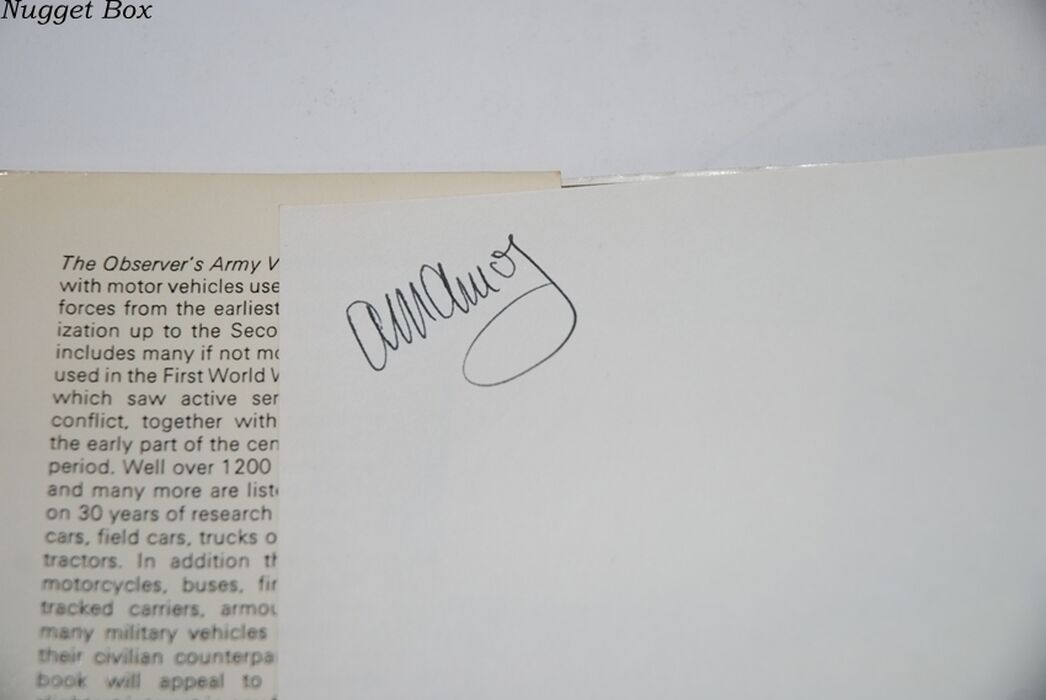 Nugget Box
The Observer's Army V
with motor vehicles use
forces from the earliest
ization up to the Seco
includes many if not mo
used in the First World W
which saw active ser
conflict, together with
the early part of the cen
period. Well over 1200
and many more are liste
on 30 years of research
cars, field cars, trucks o
tractors. In addition th
motorcycles, buses, fir
tracked carriers, armou
many military vehicles
their civilian counterpa
book will appeal to